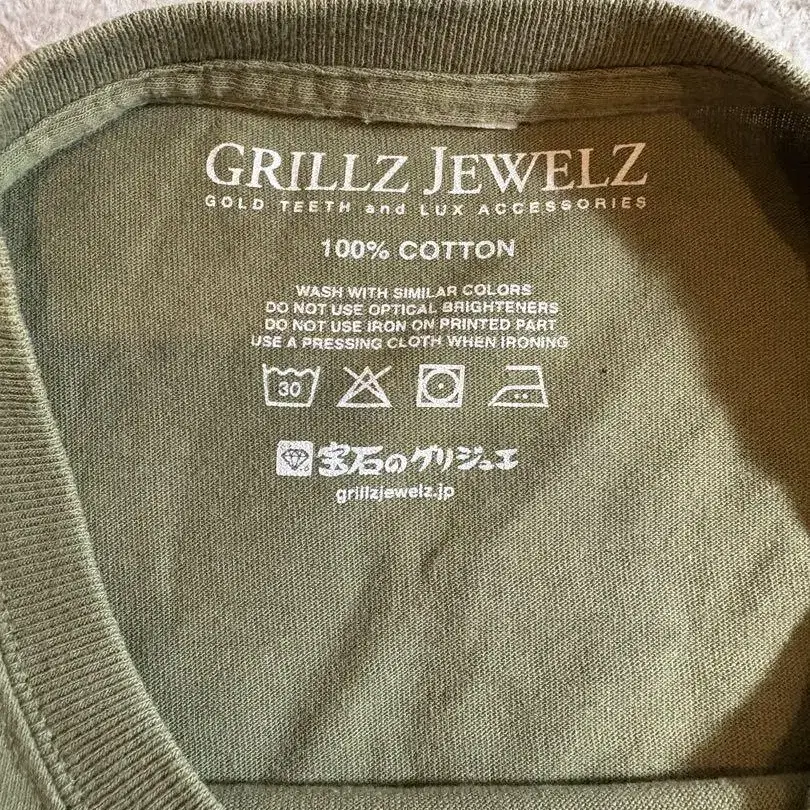 GRILLZ JEWELZ
GOLD TEETH and LUX ACCESSORIES
100% COTTON
WASH WITH SIMILAR COLORS
DO NOT USE OPTICAL BRIGHTENERS
DO NOT USE IRON ON PRINTED PART
USE A PRESSING CLOTH WHEN IRONING
30
宝石のグリジュエ
grillzjewelz.jp